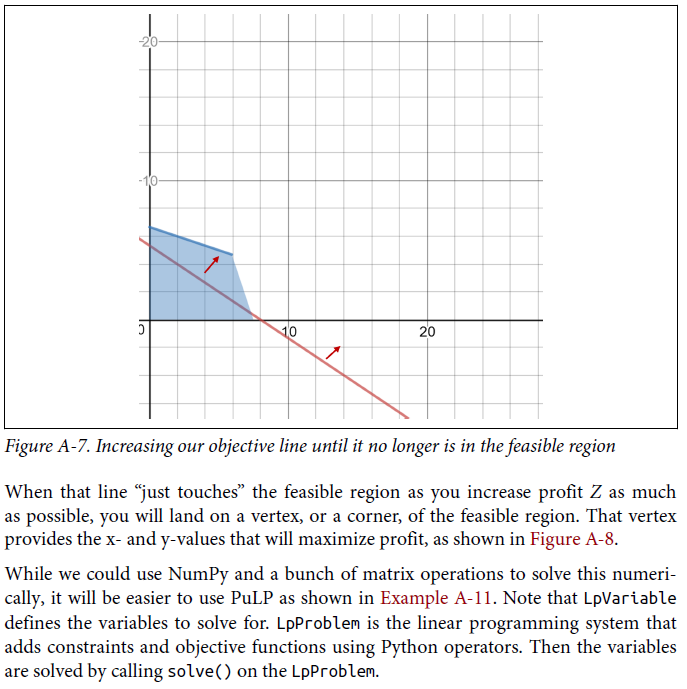 20
10
0
10
20
Figure A-7. Increasing our objective line until it no longer is in the feasible region
When that line “just touches” the feasible region as you increase profit Z as much
as possible, you will land on a vertex, or a corner, of the feasible region. That vertex
provides the x- and y-values that will maximize profit, as shown in Figure A-8.
While we could use NumPy and a bunch of matrix operations to solve this numeri-
cally, it will be easier to use PuLP as shown in Example A-11. Note that LpVariable
defines the variables to solve for. LpProblem is the linear programming system that
adds constraints and objective functions using Python operators. Then the variables
are solved by calling solve() on the LpProblem.